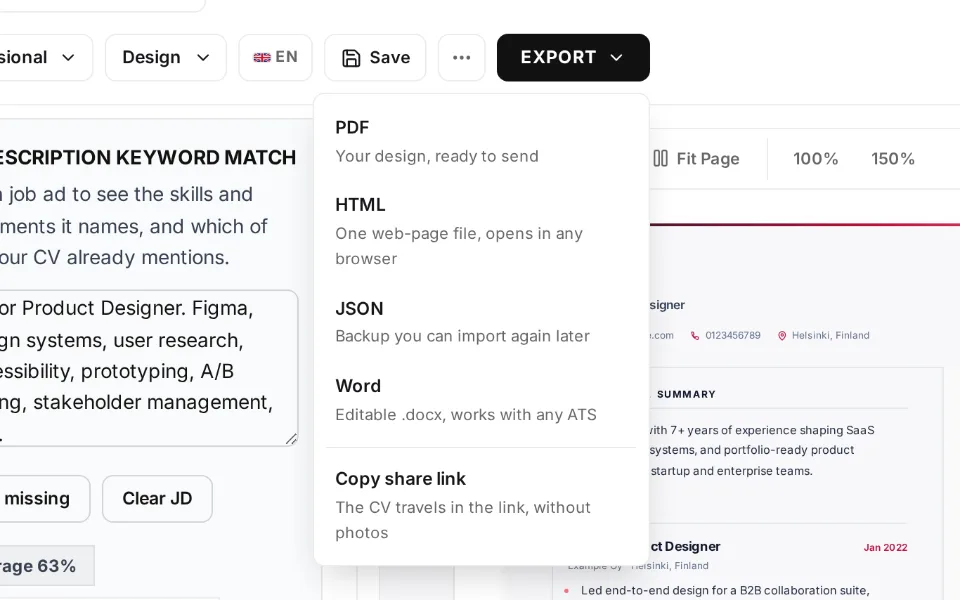 sional
Design
EN
Save
EXPORT
PDF
Your design, ready to send
HTML
One web-page file, opens in any
browser
JSON
Backup you can import again later
Word
Editable .docx, works with any ATS
Copy share link
The CV travels in the link, without
photos
ESCRIPTION KEYWORD MATCH
job ad to see the skills and
ments it names, and which of
our CV already mentions.
or Product Designer. Figma,
gn systems, user research,
essibility, prototyping, A/B
ng, stakeholder management,
missing
Clear JD
rage 63%
Fit Page
100%
150%
signer
e.com
0123456789
Helsinki, Finland
SUMMARY
with 7+ years of experience shaping SaaS
systems, and portfolio-ready product
startup and enterprise teams.
ct Designer
Jan 2022
Helsinki, Finland
Led end-to-end design for a B2B collaboration suite,